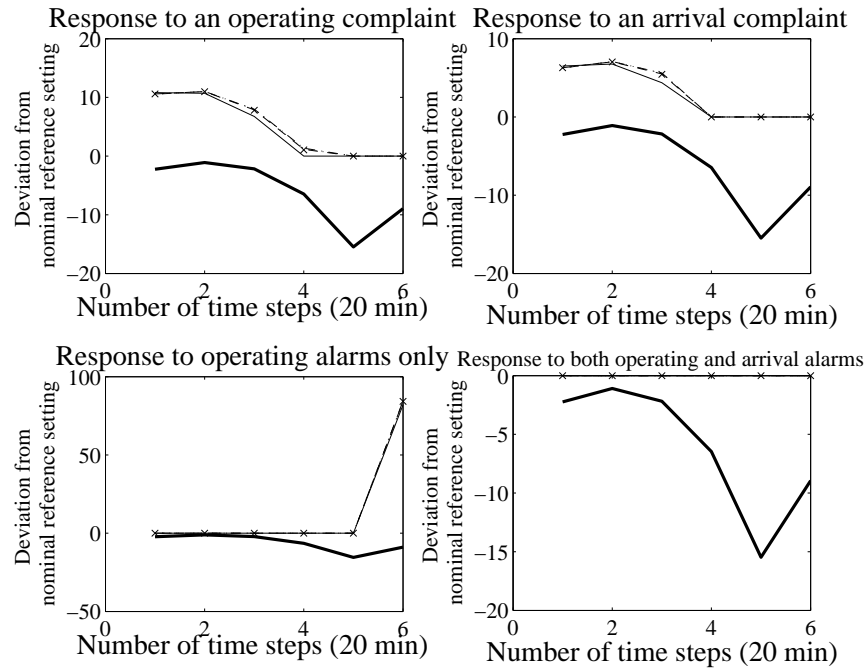 Response to an operating complaint
20
10
0
−10
−20
0
2
4
6
Deviation from
nominal reference setting
Number of time steps (20 min)
Response to an arrival complaint
10
0
−10
−20
0
2
4
6
Deviation from
nominal reference setting
Number of time steps (20 min)
Response to operating alarms only
100
50
0
−50
0
2
4
6
Deviation from
nominal reference setting
Number of time steps (20 min)
Response to both operating and arrival alarms
0
−5
−10
−15
−20
0
2
4
6
Deviation from
nominal reference setting
Number of time steps (20 min)